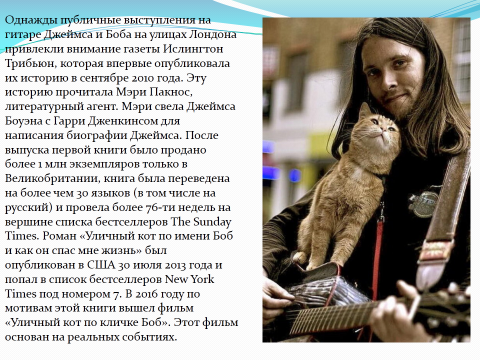 Однажды публичные выступления на
гитаре Джеймса и Боба на улицах Лондона
привлекли внимание газеты Ислингтон
Трибьюн, которая впервые опубликовала
их историю в сентябре 2010 года. Эту
историю прочитала Мэри Пакнос,
литературный агент. Мэри свела Джеймса
Боуэна с Гарри Дженкинсом для
написания биографии Джеймса. После
выпуска первой книги было продано
более 1 млн экземпляров только в
Великобритании, книга была переведена
на более чем 30 языков (в том числе на
русский) и провела более 76-ти недель на
вершине списка бестселлеров The Sunday
Times. Роман «Уличный кот по имени Боб
и как он спас мне жизнь» был
опубликован в США 30 июля 2013 года и
попал в список бестселлеров New York
Times под номером 7. В 2016 году по
мотивам этой книги вышел фильм
«Уличный кот по кличке Боб». Этот фильм
основан на реальных событиях.